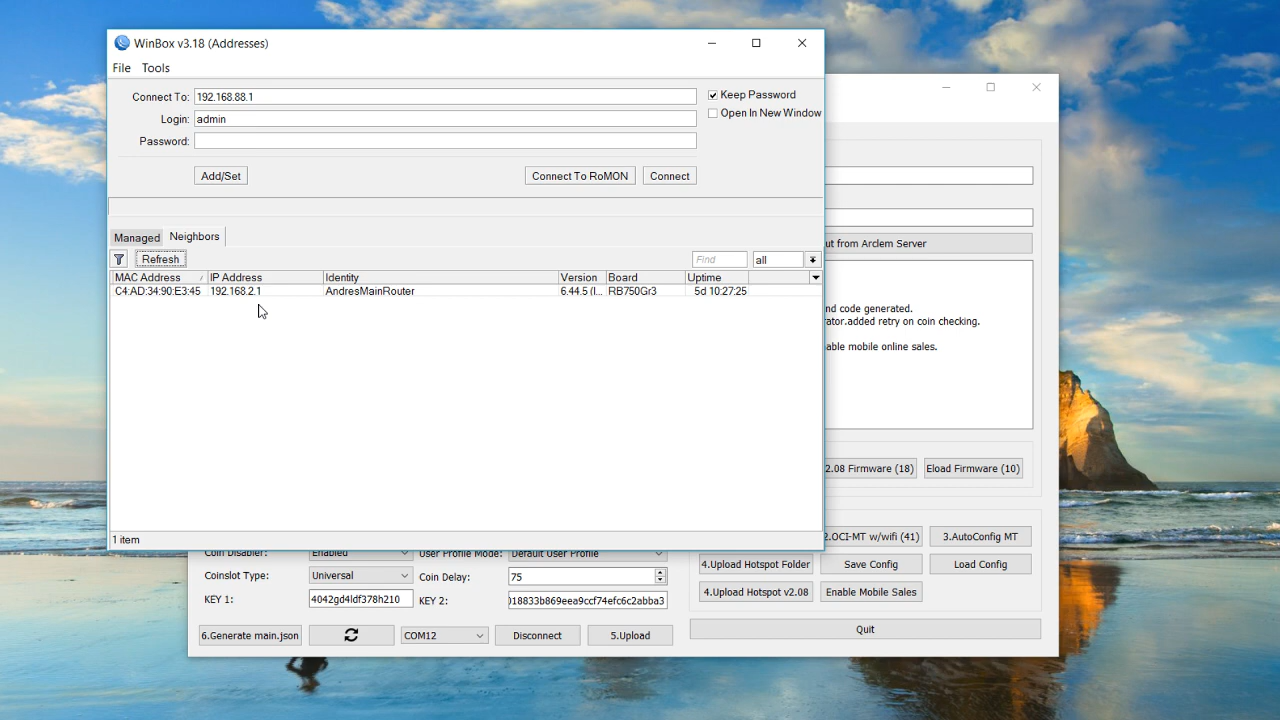 WinBox v3.18 (Addresses)
File Tools
Connect To: 192.168.88.1
Keep Password
Login: admin
Open In New Window
Password:
Add/Set Connect To RoMON Connect
Managed Neighbors
Refresh Find all
MAC Address / IP Address Identity Version Board Uptime
C4:AD:34:90:E3:45 192.168.2.1 AndresMainRouter 6.44.5 (l... RB750Gr3 5d 10:27:25
1 item
ut from Arclem Server
nd code generated.
rator.added retry on coin checking.
able mobile online sales.
2.08 Firmware (18) Eload Firmware (10)
2.OCI-MT w/wifi (41) 3.AutoConfig MT
Coin Disabler: Enabled User Profile Mode: Default User Profile
4.Upload Hotspot Folder Save Config Load Config
Coinslot Type: Universal Coin Delay: 75
4.Upload Hotspot v2.08 Enable Mobile Sales
KEY 1: 4042gd4ldf378h210 KEY 2: 018833b869eea9ccf74efc6c2abba3
6.Generate main.json COM12 Disconnect 5.Upload
Quit